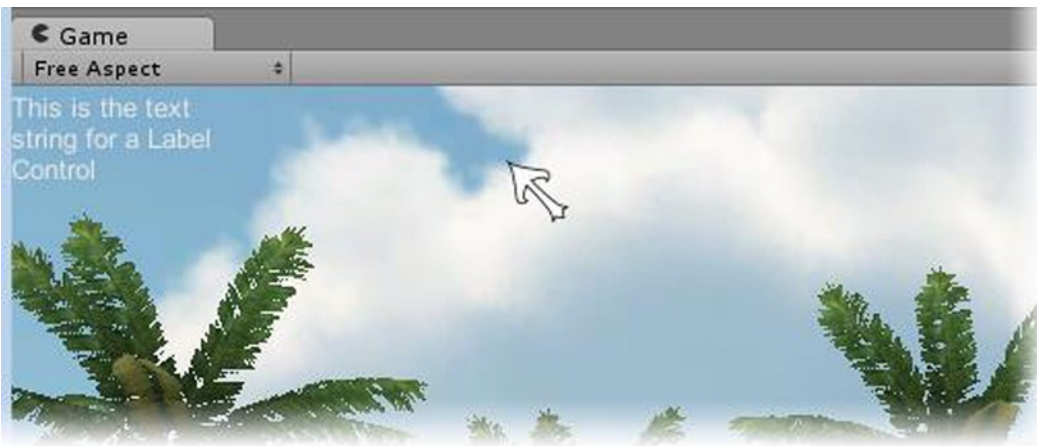 Game
Free Aspect
This is the text
string for a Label
Control